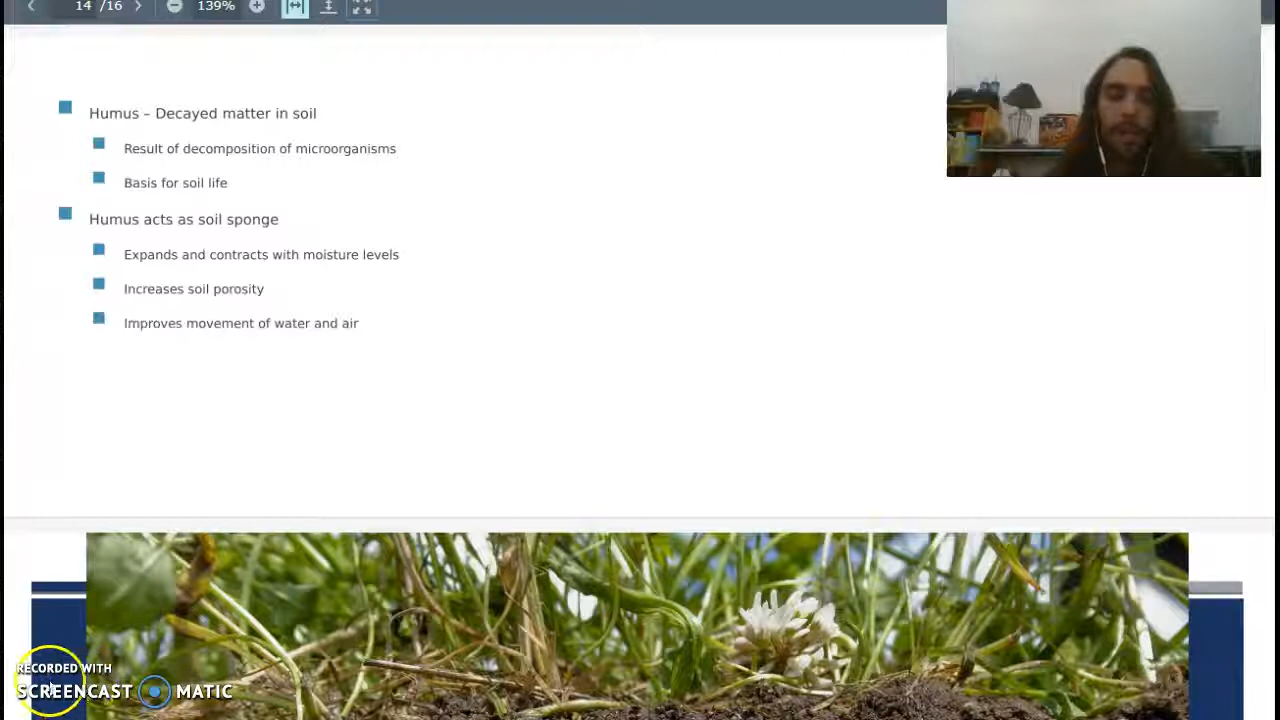 14 /16 139%
Humus – Decayed matter in soil
Result of decomposition of microorganisms
Basis for soil life
Humus acts as soil sponge
Expands and contracts with moisture levels
Increases soil porosity
Improves movement of water and air
RECORDED WITH
SCREENCAST MATIC